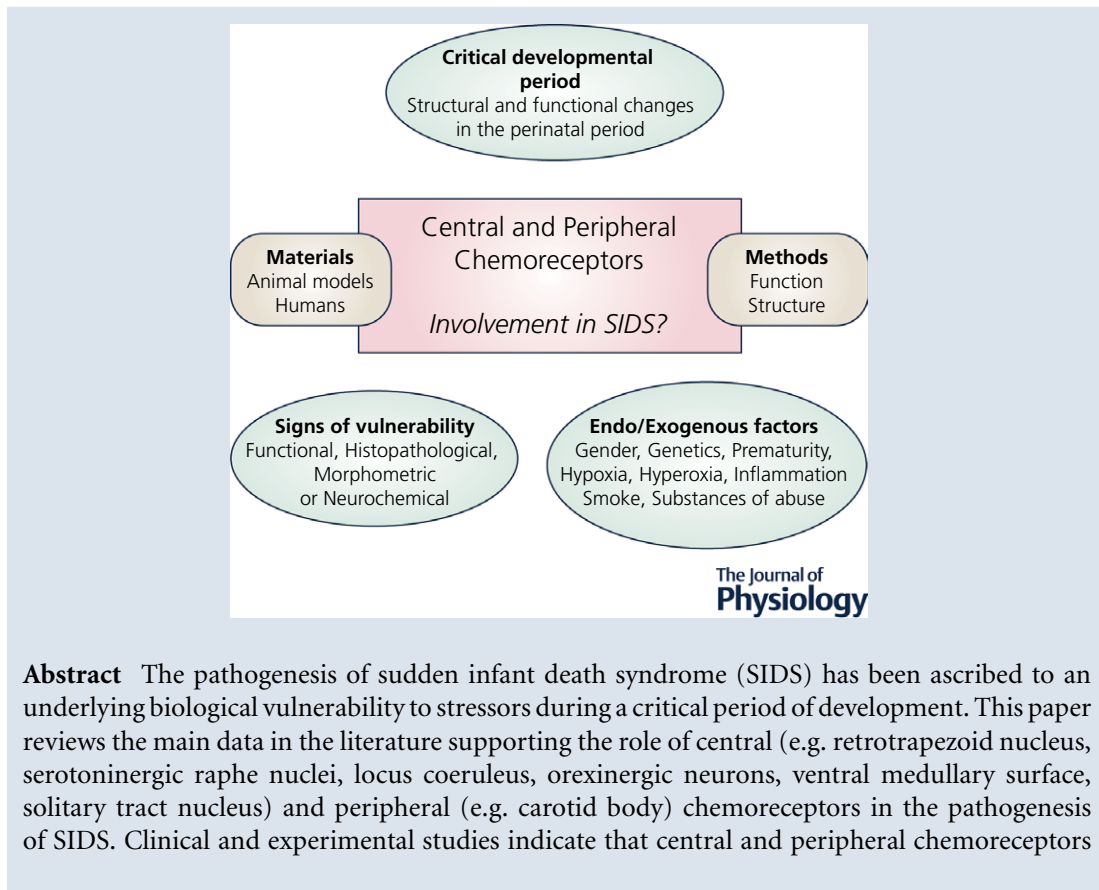 Critical developmental
period
Structural and functional changes
in the perinatal period
Central and Peripheral
Chemoreceptors
Involvement in SIDS?
Materials
Animal models
Humans
Methods
Function
Structure
Signs of vulnerability
Functional, Histopathological,
Morphometric
or Neurochemical
Endo/Exogenous factors
Gender, Genetics, Prematurity,
Hypoxia, Hyperoxia, Inflammation
Smoke, Substances of abuse
The Journal of
Physiology
Abstract The pathogenesis of sudden infant death syndrome (SIDS) has been ascribed to an
underlying biological vulnerability to stressors during a critical period of development. This paper
reviews the main data in the literature supporting the role of central (e.g. retrotrapezoid nucleus,
serotoninergic raphe nuclei, locus coeruleus, orexinergic neurons, ventral medullary surface,
solitary tract nucleus) and peripheral (e.g. carotid body) chemoreceptors in the pathogenesis
of SIDS. Clinical and experimental studies indicate that central and peripheral chemoreceptors